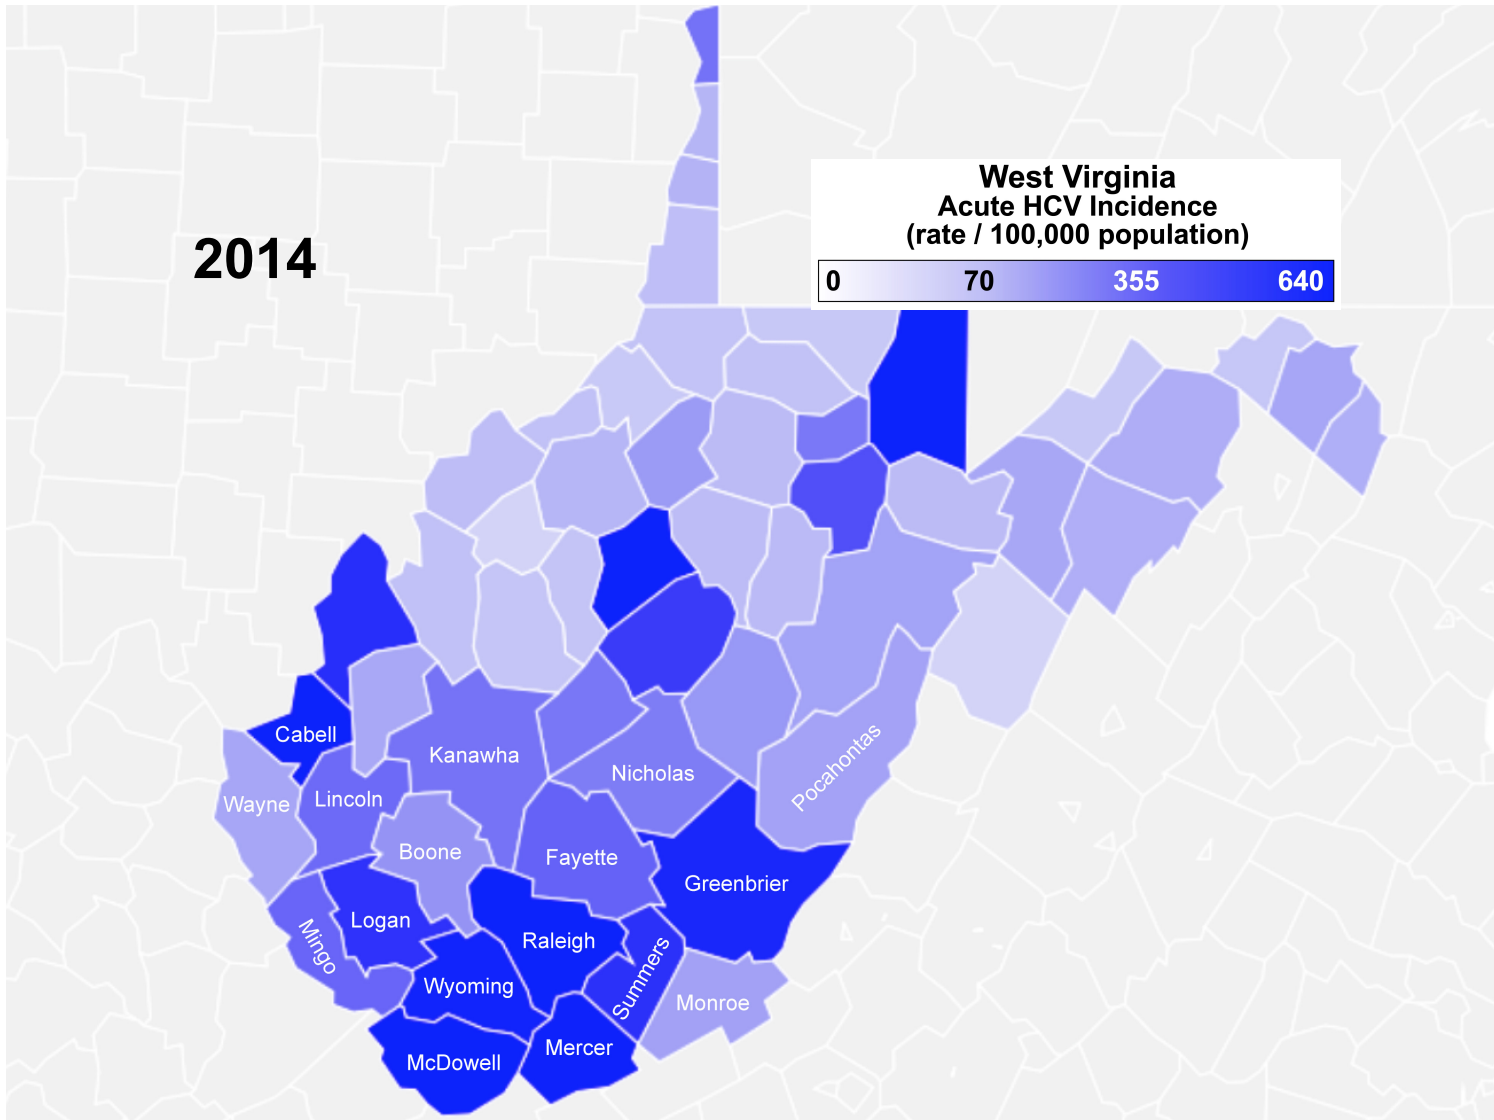 West Virginia
Acute HCV Incidence
(rate / 100,000 population)
2014
0 70 355 640
Cabell
Kanawha
Nicholas
Pocahontas
Wayne
Lincoln
Boone
Fayette
Greenbrier
Logan
Mingo
Raleigh
Summers
Wyoming
Monroe
Mercer
McDowell